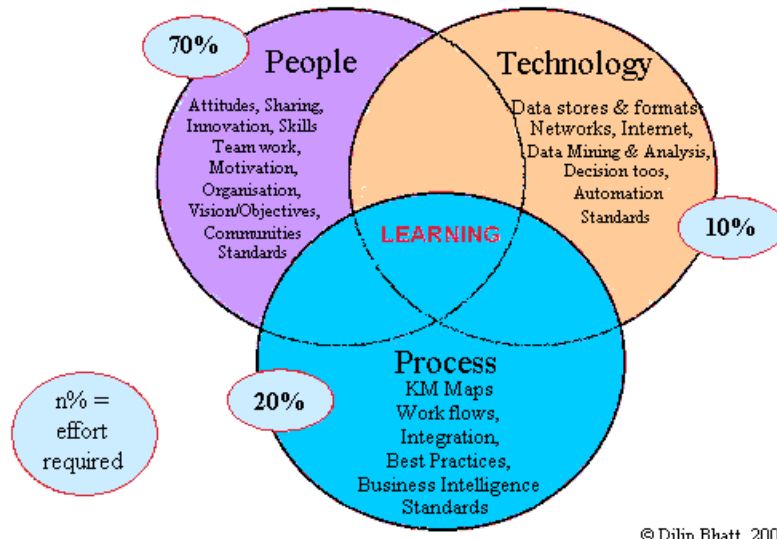 70%
People
Attitudes, Sharing,
Innovation, Skills
Team work,
Motivation,
Organisation,
Vision/Objectives,
Communities
Standards
Technology
Data stores & formats
Networks, Internet,
Data Mining & Analysis,
Decision toos,
Automation
Standards
10%
LEARNING
Process
KM Maps
Work flows,
Integration,
Best Practices,
Business Intelligence
Standards
20%
n% =
effort
required
© Dilip Bhatt